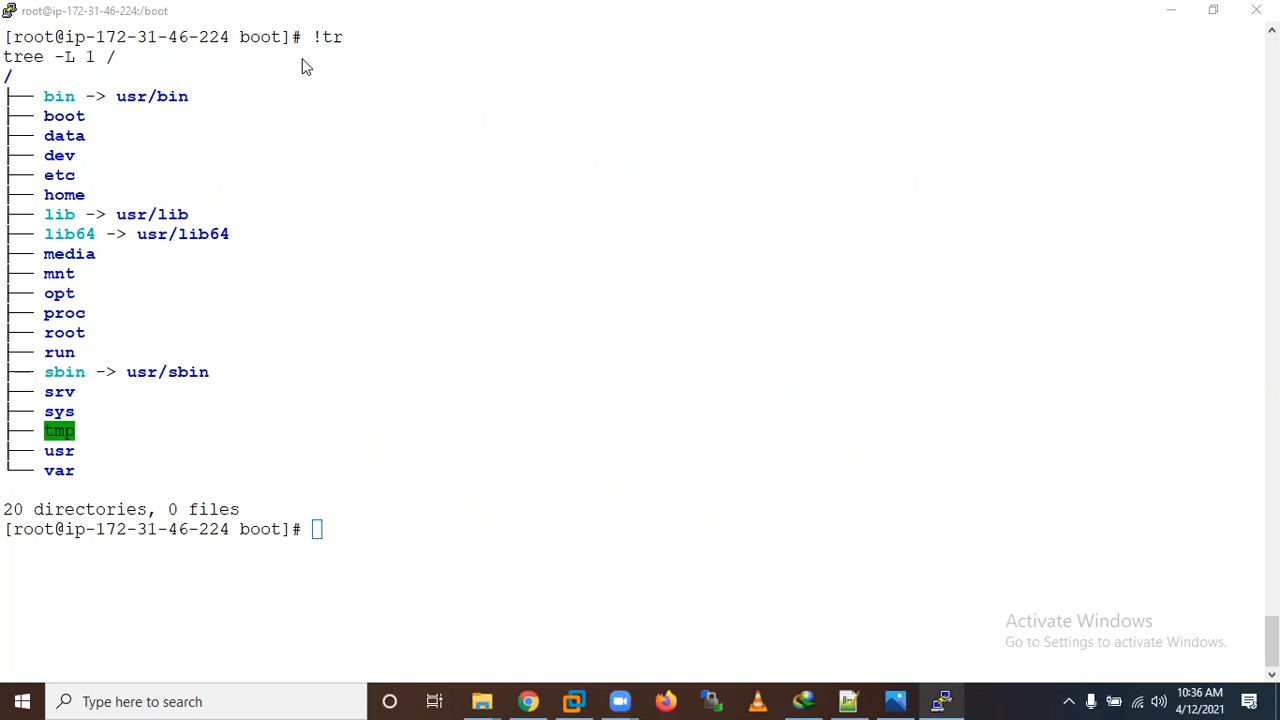 root@ip-172-31-46-224:/boot
[root@ip-172-31-46-224 boot]# !tr
tree -L 1 /
/
├── bin -> usr/bin
├── boot
├── data
├── dev
├── etc
├── home
├── lib -> usr/lib
├── lib64 -> usr/lib64
├── media
├── mnt
├── opt
├── proc
├── root
├── run
├── sbin -> usr/sbin
├── srv
├── sys
├── tmp
├── usr
└── var
20 directories, 0 files
[root@ip-172-31-46-224 boot]#
Activate Windows
Go to Settings to activate Windows.
Type here to search
10:36 AM
4/12/2021